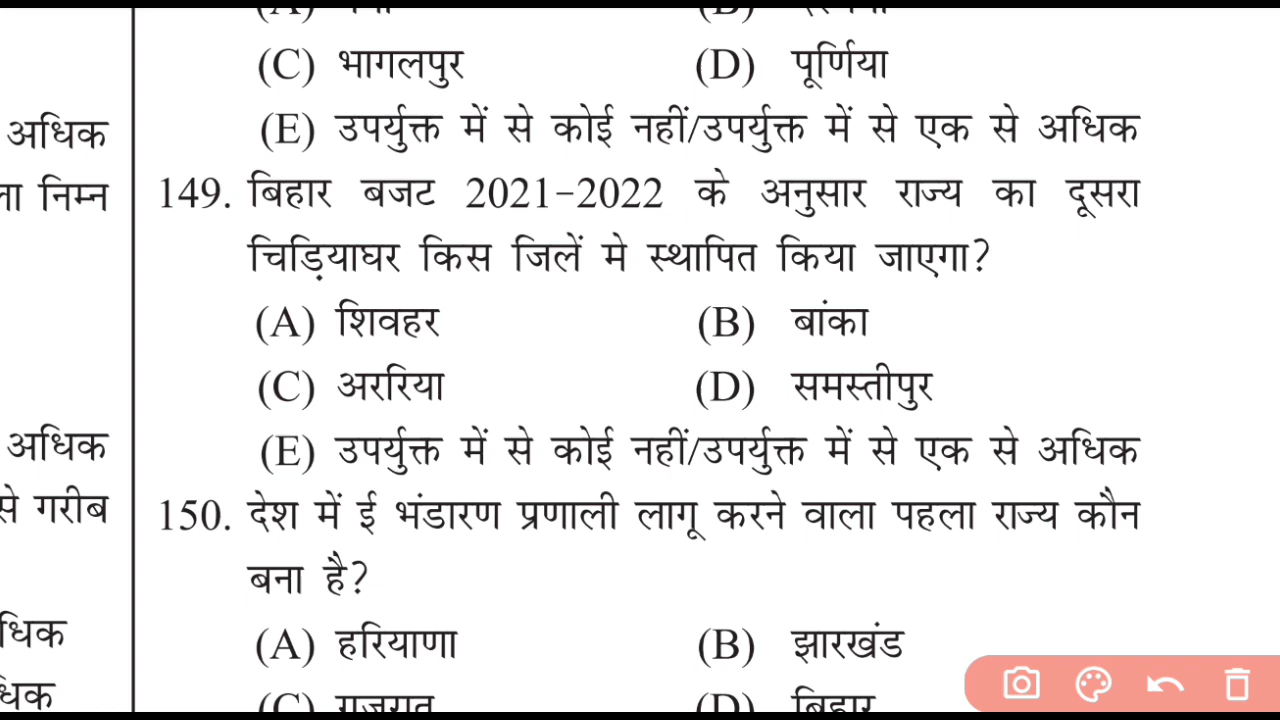 (C) भागलपुर (D) पूर्णिया
(E) उपर्युक्त में से कोई नहीं/उपर्युक्त में से एक से अधिक
149. बिहार बजट 2021-2022 के अनुसार राज्य का दूसरा
चिड़ियाघर किस जिलें मे स्थापित किया जाएगा?
(A) शिवहर (B) बांका
(C) अररिया (D) समस्तीपुर
(E) उपर्युक्त में से कोई नहीं/उपर्युक्त में से एक से अधिक
150. देश में ई भंडारण प्रणाली लागू करने वाला पहला राज्य कौन
बना है?
(A) हरियाणा (B) झारखंड
(C) गुजरात (D) बिहार
अधिक
निम्न
अधिक
से गरीब